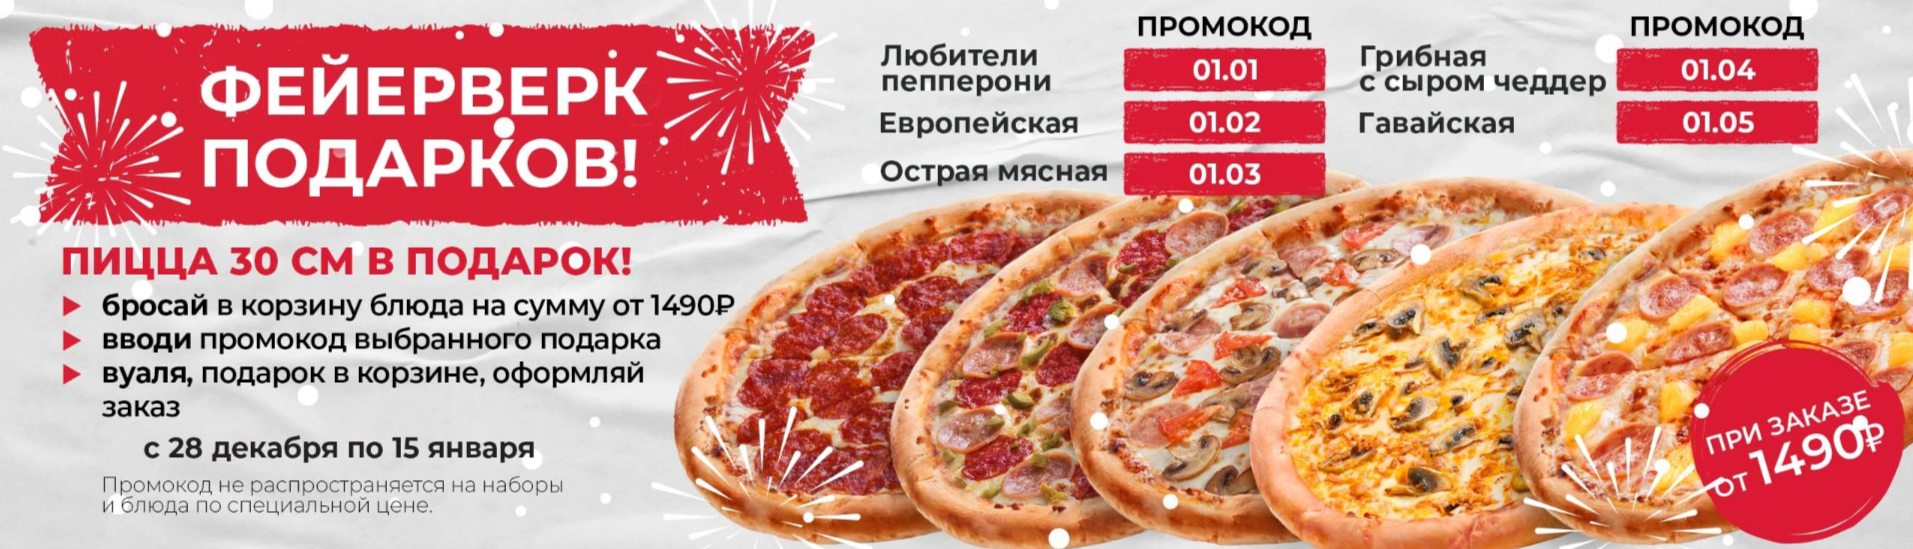 ФЕЙЕРВЕРК
ПОДАРКОВ!
ПИЦЦА 30 СМ В ПОДАРОК!
бросай в корзину блюда на сумму от 1490₽
вводи промокод выбранного подарка
вуаля, подарок в корзине, оформляй
заказ
с 28 декабря по 15 января
Промокод не распространяется на наборы
и блюда по специальной цене.
ПРОМОКОД
Любители
пепперони
01.01
Европейская
01.02
Острая мясная
01.03
ПРОМОКОД
Грибная
с сыром чеддер
01.04
Гавайская
01.05
ПРИ ЗАКАЗЕ
ОТ 1490₽